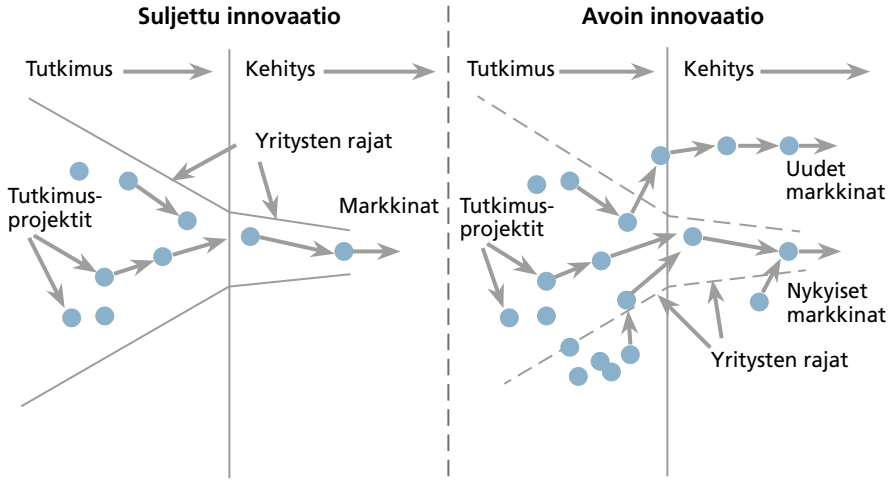 Suljettu innovaatio
Tutkimus
Kehitys
Yritysten rajat
Tutkimus-
projektit
Markkinat
Avoin innovaatio
Tutkimus
Kehitys
Uudet
markkinat
Tutkimus-
projektit
Nykyiset
markkinat
Yritysten rajat